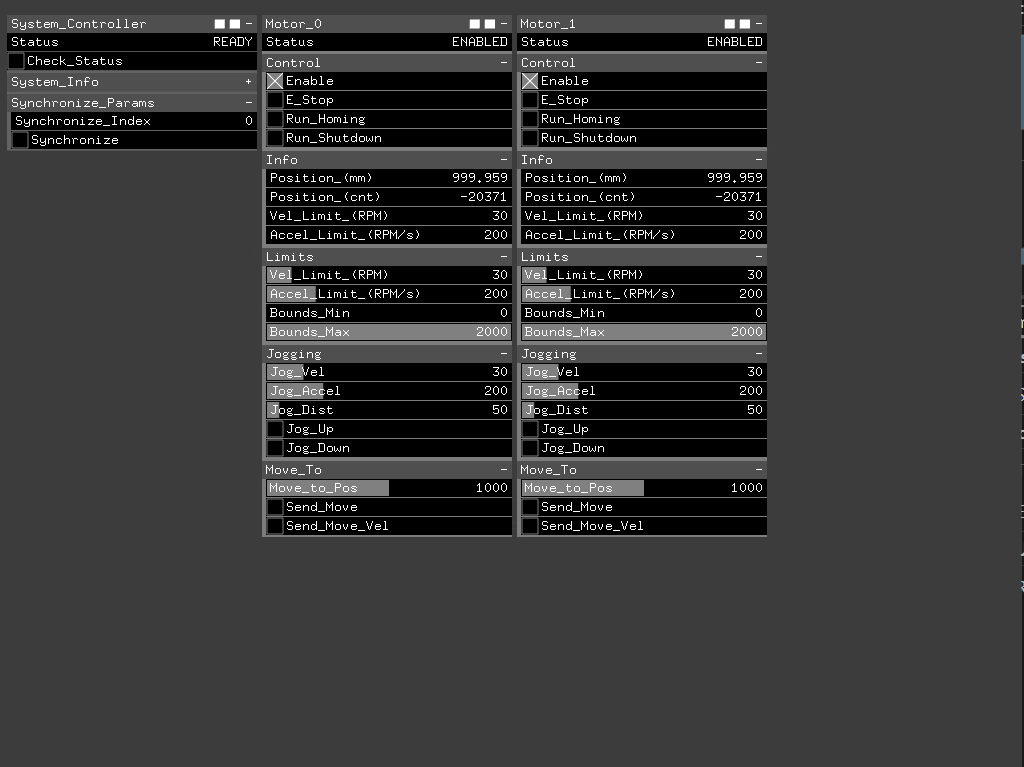 System_Controller -
Status READY
Check_Status
System_Info +
Synchronize_Params -
Synchronize_Index 0
Synchronize
Motor_0 -
Status ENABLED
Control -
Enable
E_Stop
Run_Homing
Run_Shutdown
Info -
Position_(mm) 999.959
Position_(cnt) -20371
Vel_Limit_(RPM) 30
Accel_Limit_(RPM/s) 200
Limits -
Vel_Limit_(RPM) 30
Accel_Limit_(RPM/s) 200
Bounds_Min 0
Bounds_Max 2000
Jogging -
Jog_Vel 30
Jog_Accel 200
Jog_Dist 50
Jog_Up
Jog_Down
Move_To -
Move_to_Pos 1000
Send_Move
Send_Move_Vel
Motor_1 -
Status ENABLED
Control -
Enable
E_Stop
Run_Homing
Run_Shutdown
Info -
Position_(mm) 999.959
Position_(cnt) -20371
Vel_Limit_(RPM) 30
Accel_Limit_(RPM/s) 200
Limits -
Vel_Limit_(RPM) 30
Accel_Limit_(RPM/s) 200
Bounds_Min 0
Bounds_Max 2000
Jogging -
Jog_Vel 30
Jog_Accel 200
Jog_Dist 50
Jog_Up
Jog_Down
Move_To -
Move_to_Pos 1000
Send_Move
Send_Move_Vel